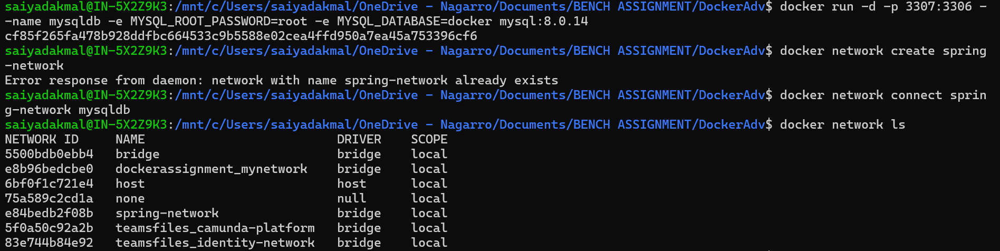 saiyadakmal@IN-5X2Z9K3:/mnt/c/Users/saiyadakmal/OneDrive - Nagarro/Documents/BENCH ASSIGNMENT/DockerAdv$ docker run -d -p 3307:3306 -
-name mysqldb -e MYSQL_ROOT_PASSWORD=root -e MYSQL_DATABASE=docker mysql:8.0.14
cf85f265fa478b928ddfbc664533c9b5588e02cea4ffd950a7ea45a753396cf6
saiyadakmal@IN-5X2Z9K3:/mnt/c/Users/saiyadakmal/OneDrive - Nagarro/Documents/BENCH ASSIGNMENT/DockerAdv$ docker network create spring
-network
Error response from daemon: network with name spring-network already exists
saiyadakmal@IN-5X2Z9K3:/mnt/c/Users/saiyadakmal/OneDrive - Nagarro/Documents/BENCH ASSIGNMENT/DockerAdv$ docker network connect sprin
g-network mysqldb
saiyadakmal@IN-5X2Z9K3:/mnt/c/Users/saiyadakmal/OneDrive - Nagarro/Documents/BENCH ASSIGNMENT/DockerAdv$ docker network ls
NETWORK ID     NAME                          DRIVER    SCOPE
5500bdb0ebb4   bridge                        bridge    local
e8b96bedcbe0   dockerassignment_mynetwork    bridge    local
6bf0f1c721e4   host                          host      local
75a589c2cd1a   none                          null      local
e84bedb2f08b   spring-network                bridge    local
5f0a50c92a2b   teamsfiles_camunda-platform   bridge    local
83e744b84e92   teamsfiles_identity-network   bridge    local